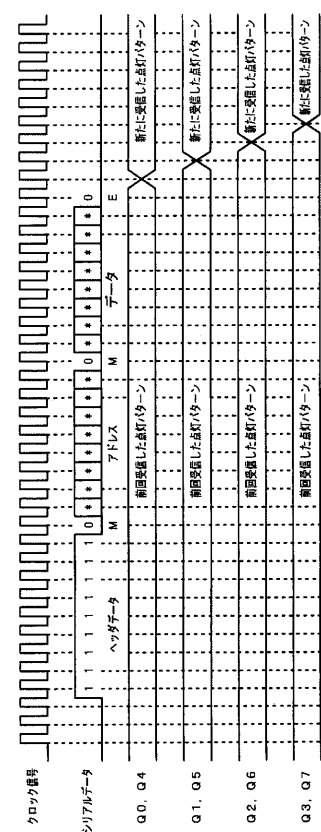 クロック信号
シリアルデータ 1 1 1 1 1 1 1 1 1 0 * * * * * * * * 0 * * * * * * * * 0
ヘッダデータ M アドレス M データ E
Q0, Q4 前回受信した点灯パターン 新たに受信した点灯パターン
Q1, Q5 前回受信した点灯パターン 新たに受信した点灯パターン
Q2, Q6 前回受信した点灯パターン 新たに受信した点灯パターン
Q3, Q7 前回受信した点灯パターン 新たに受信した点灯パターン